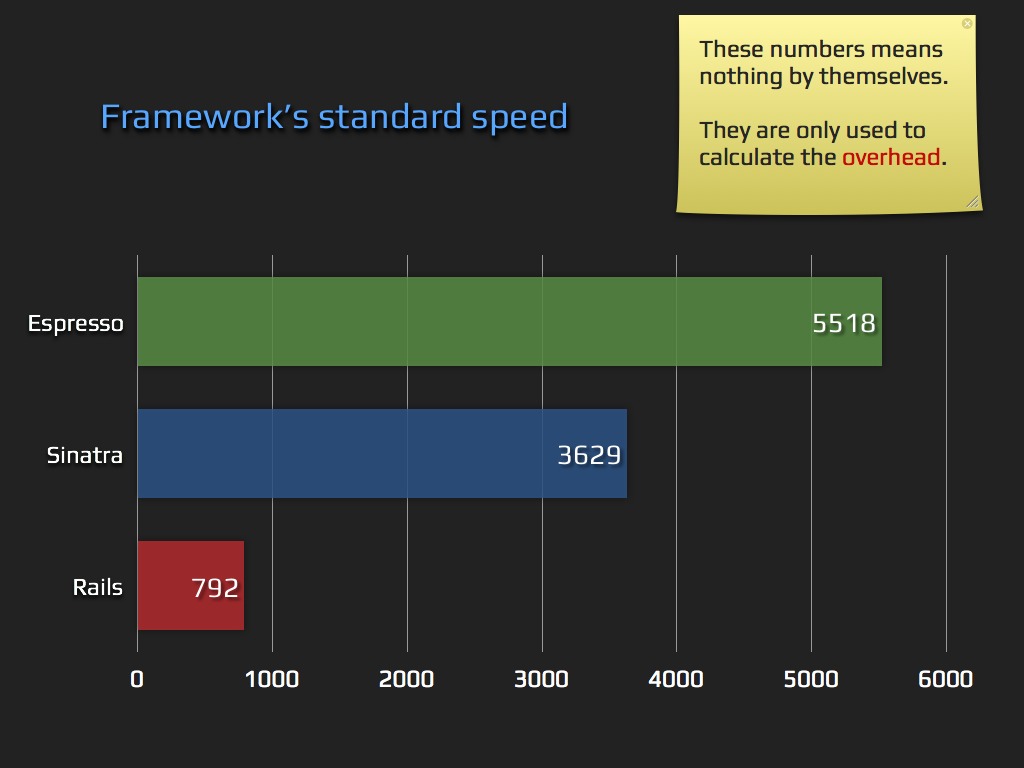 These numbers means
nothing by themselves.
They are only used to
calculate the overhead.
Framework’s standard speed
Espresso
5518
Sinatra
3629
Rails
792
0 1000 2000 3000 4000 5000 6000